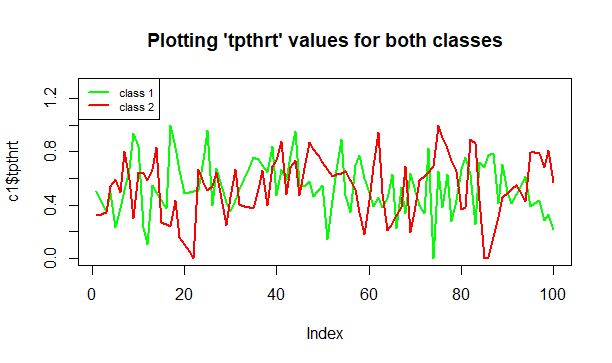 Plotting 'tpthrt' values for both classes
class 1
class 2
c1$tpthrt
1.2
0.8
0.4
0.0
0 20 40 60 80 100
Index